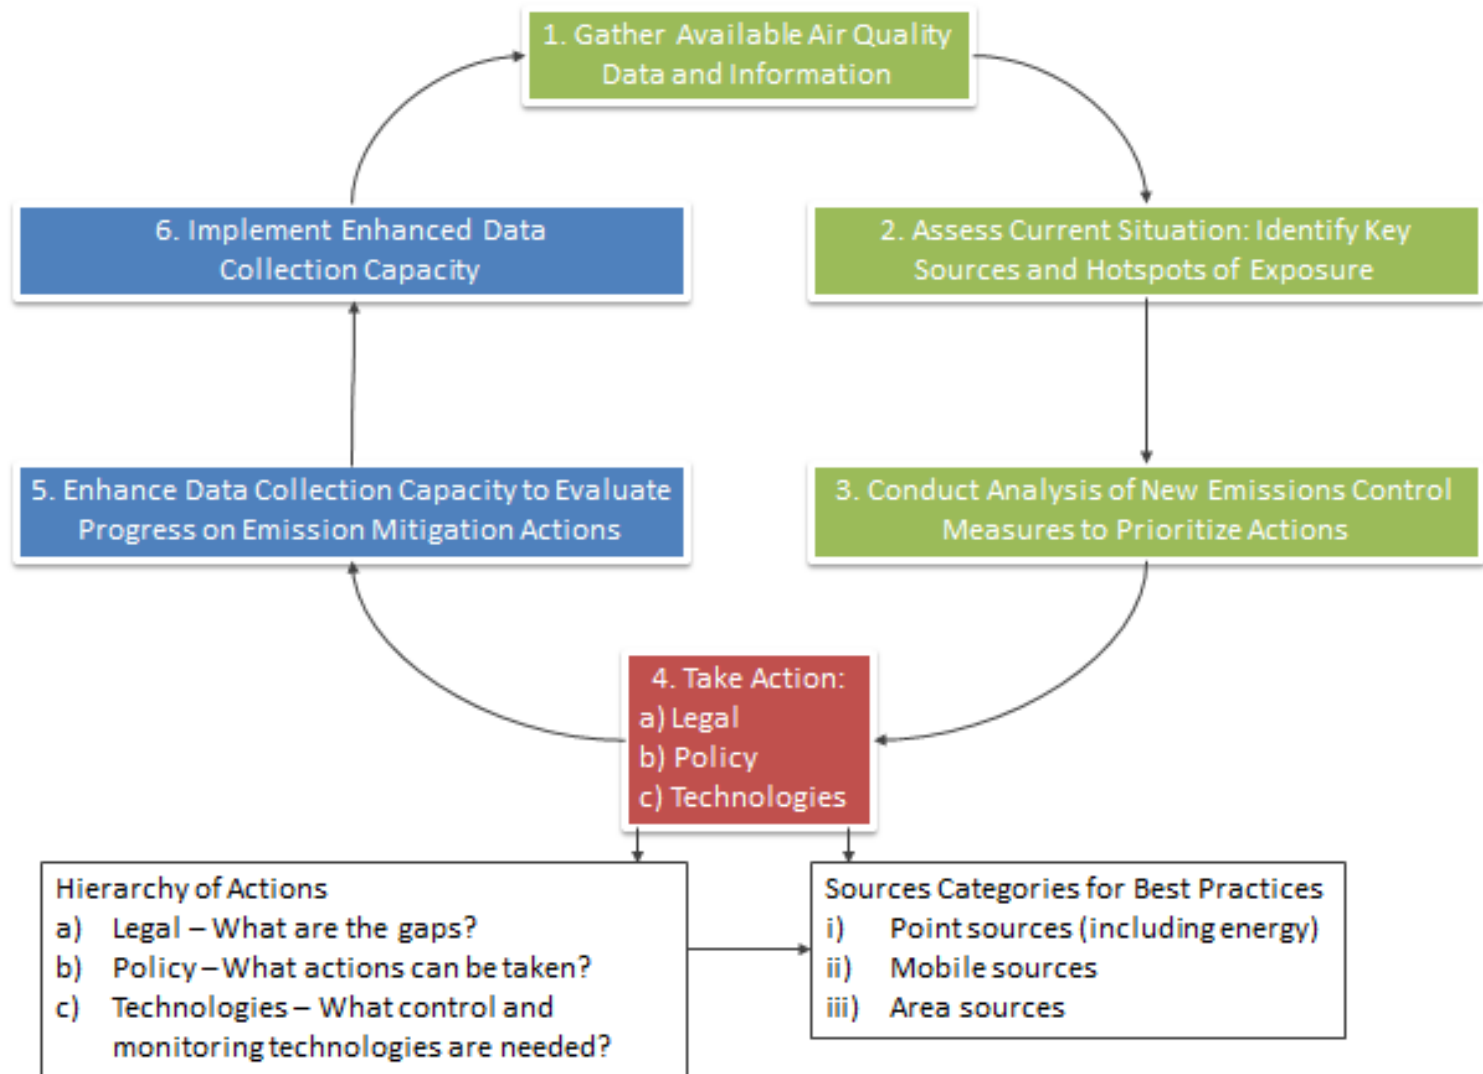 1. Gather Available Air Quality
Data and Information
2. Assess Current Situation: Identify Key
Sources and Hotspots of Exposure
3. Conduct Analysis of New Emissions Control
Measures to Prioritize Actions
4. Take Action:
a) Legal
b) Policy
c) Technologies
5. Enhance Data Collection Capacity to Evaluate
Progress on Emission Mitigation Actions
6. Implement Enhanced Data
Collection Capacity
Hierarchy of Actions
a) Legal – What are the gaps?
b) Policy – What actions can be taken?
c) Technologies – What control and
monitoring technologies are needed?
Sources Categories for Best Practices
i) Point sources (including energy)
ii) Mobile sources
iii) Area sources